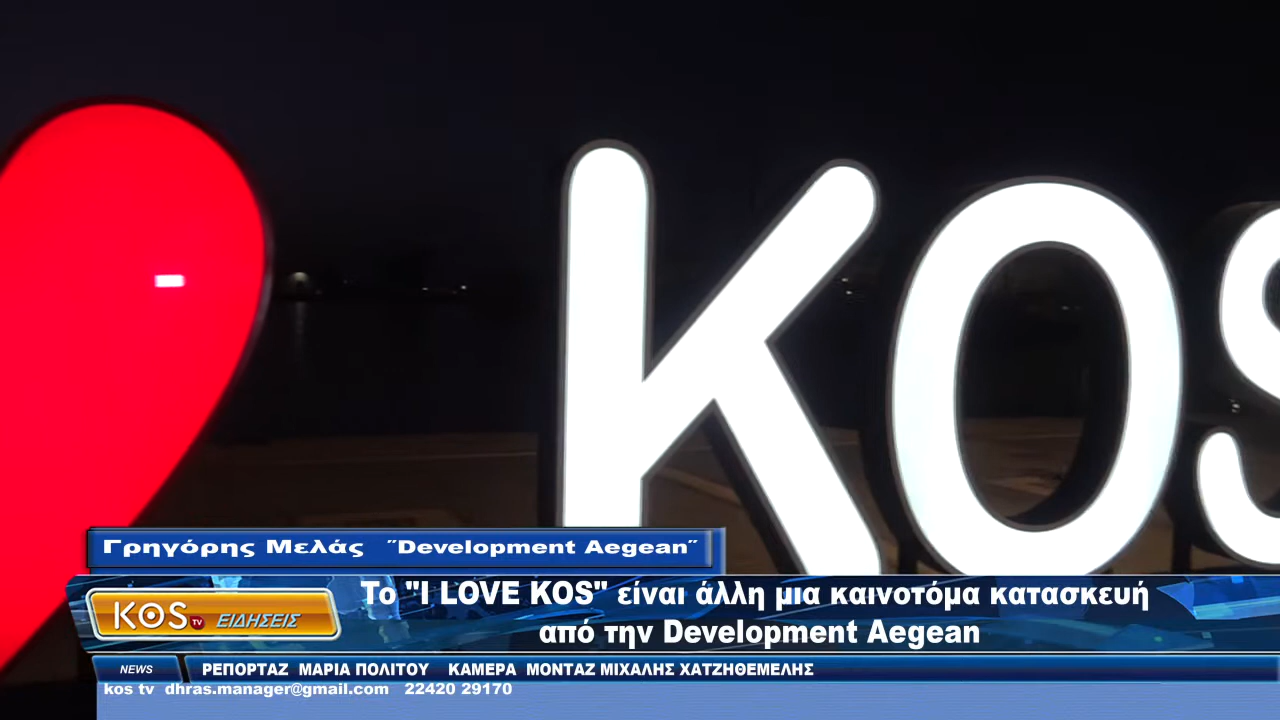 KOS
Γρηγόρης Μελάς ˝Development Aegean˝
Το "I LOVE KOS" είναι άλλη μια καινοτόμα κατασκευή
από την Development Aegean
KOS TV ΕΙΔΗΣΕΙΣ
NEWS ΡΕΠΟΡΤΑΖ ΜΑΡΙΑ ΠΟΛΙΤΟΥ ΚΑΜΕΡΑ ΜΟΝΤΑΖ ΜΙΧΑΛΗΣ ΧΑΤΖΗΘΕΜΕΛΗΣ
kos tv dhras.manager@gmail.com 22420 29170